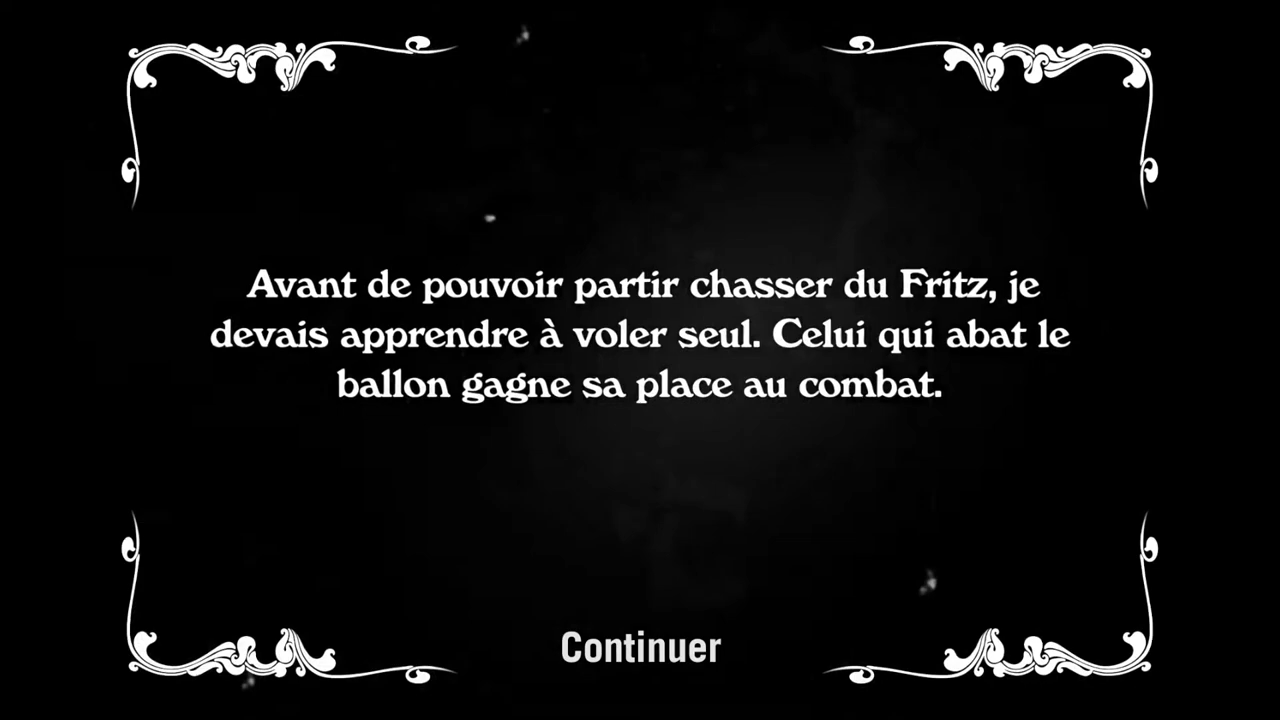 Avant de pouvoir partir chasser du Fritz, je
devais apprendre à voler seul. Celui qui abat le
ballon gagne sa place au combat.
Continuer